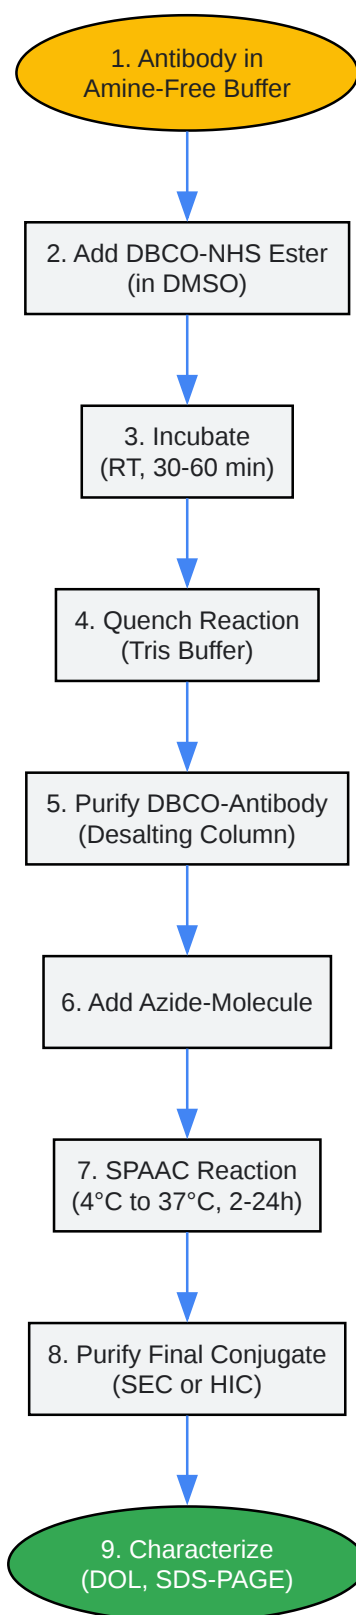 1. Antibody in
Amine-Free Buffer
2. Add DBCO-NHS Ester
(in DMSO)
3. Incubate
(RT, 30-60 min)
4. Quench Reaction
(Tris Buffer)
5. Purify DBCO-Antibody
(Desalting Column)
6. Add Azide-Molecule
7. SPAAC Reaction
(4°C to 37°C, 2-24h)
8. Purify Final Conjugate
(SEC or HIC)
9. Characterize
(DOL, SDS-PAGE)